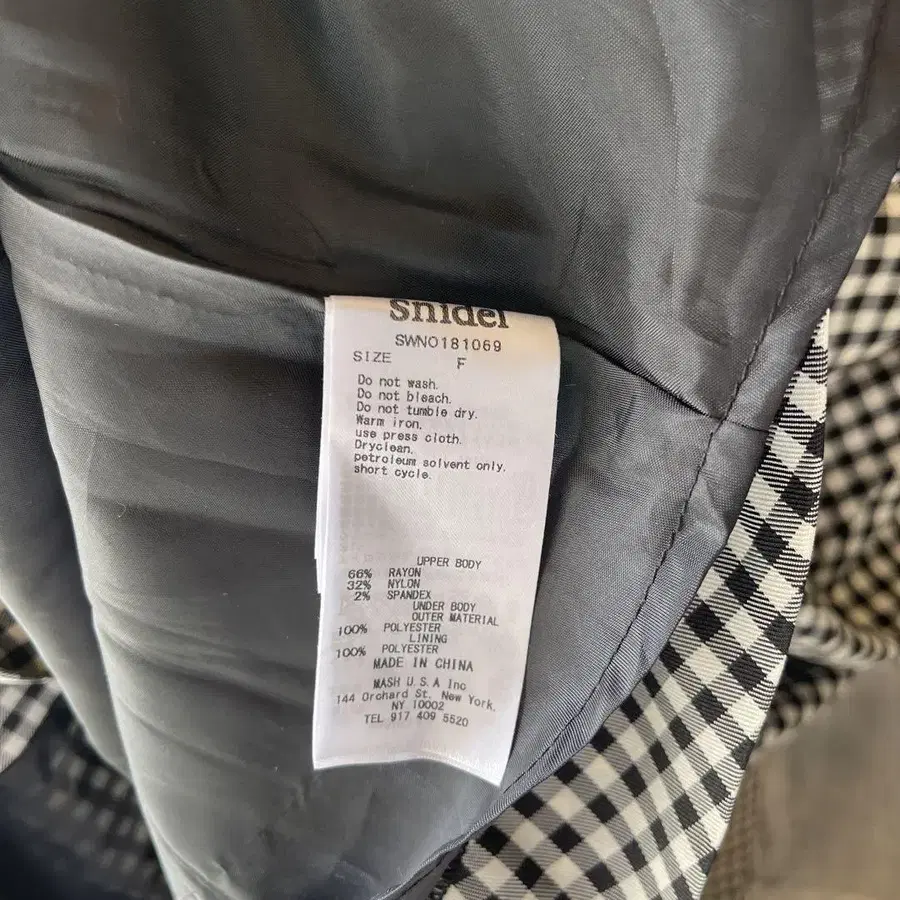 snidel
SWNO181069
SIZE F
Do not wash.
Do not bleach.
Do not tumble dry.
Warm iron.
use press cloth.
Dryclean.
petroleum solvent only.
short cycle.
UPPER BODY
66% RAYON
32% NYLON
2% SPANDEX
UNDER BODY
OUTER MATERIAL
100% POLYESTER
LINING
100% POLYESTER
MADE IN CHINA
MASH U.S.A Inc
144 Orchard St. New York,
NY 10002
TEL 917 409 5520